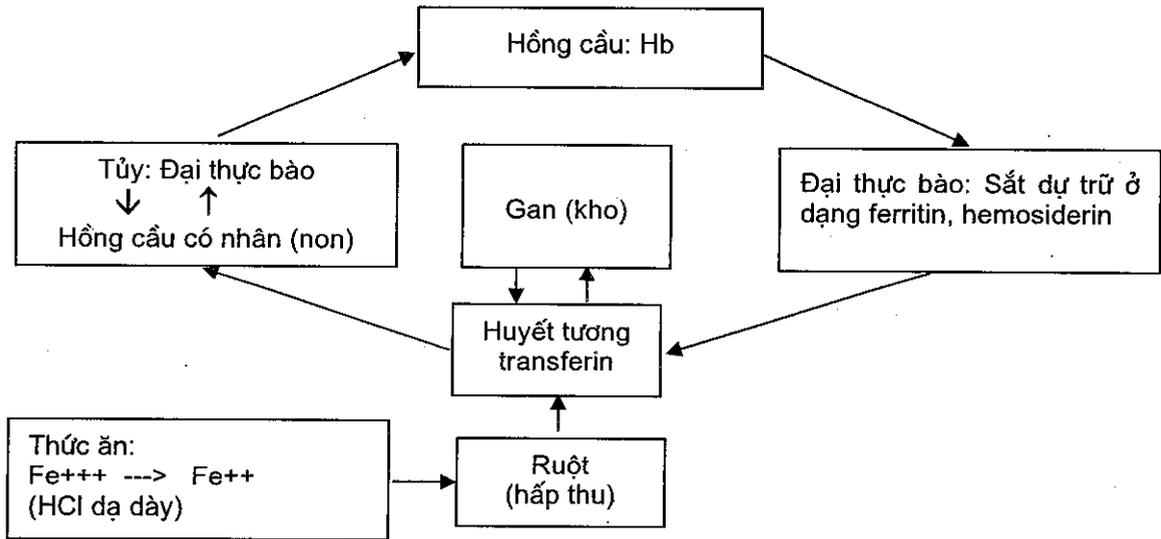 Hồng cầu: Hb
Tủy: Đại thực bào
Hồng cầu có nhân (non)
Gan (kho)
Đại thực bào: Sắt dự trữ ở
dạng ferritin, hemosiderin
Huyết tương
transferin
Thức ăn:
Fe+++ ---> Fe++
(HCl dạ dày)
Ruột
(hấp thu)